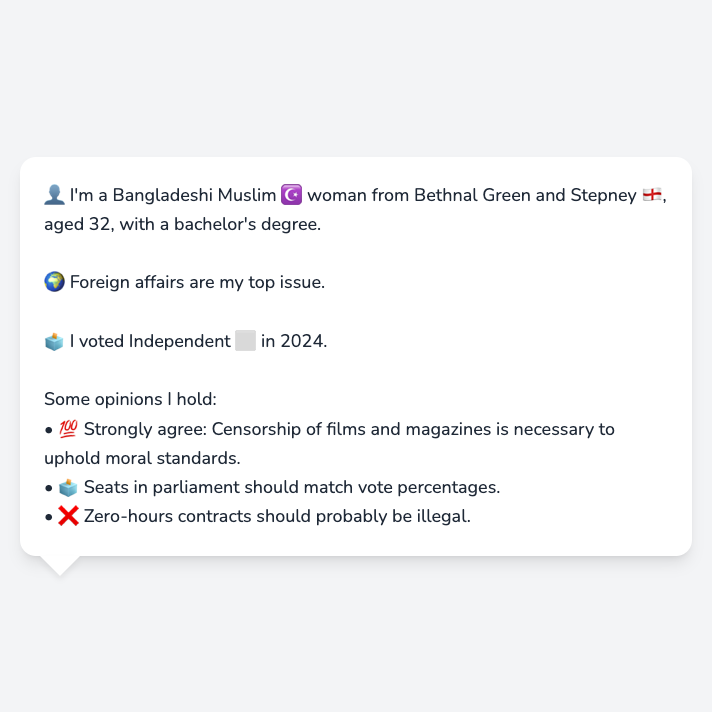 👤 I'm a Bangladeshi Muslim ☪️ woman from Bethnal Green and Stepney 🏴󠁧󠁢󠁥󠁮󠁧󠁿,
aged 32, with a bachelor's degree.
🌍 Foreign affairs are my top issue.
🗳️ I voted Independent ⬜ in 2024.
Some opinions I hold:
• 💯 Strongly agree: Censorship of films and magazines is necessary to
uphold moral standards.
• 🗳️ Seats in parliament should match vote percentages.
• ❌ Zero-hours contracts should probably be illegal.